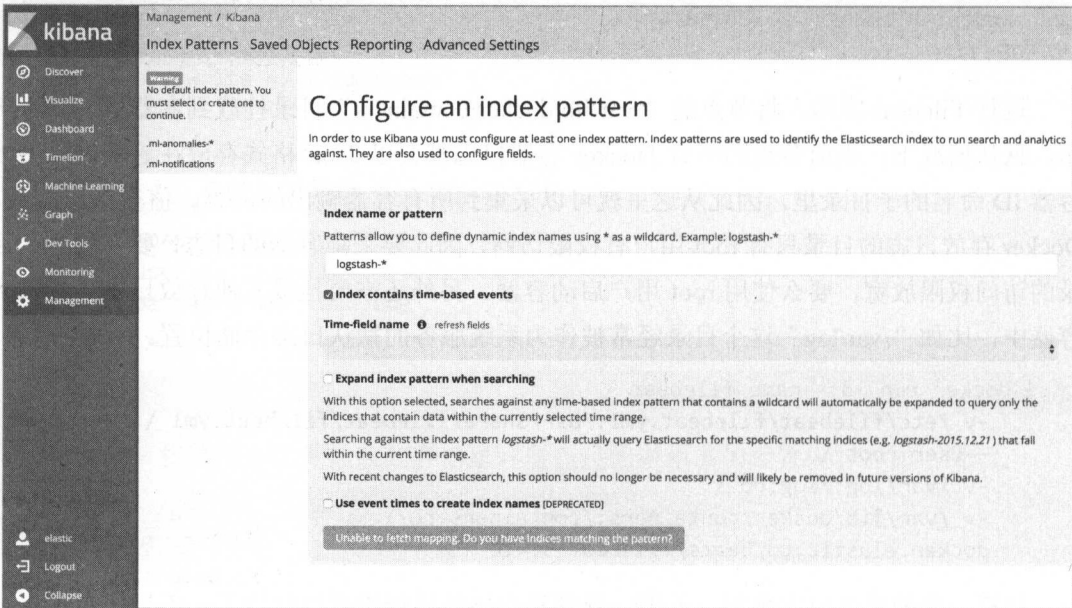 kibana
Discover
Visualize
Dashboard
Timelion
Machine Learning
Graph
Dev Tools
Monitoring
Management
elastic
Logout
Collapse
Management / Kibana
Index Patterns Saved Objects Reporting Advanced Settings
Warning
No default index pattern. You
must select or create one to
continue.
.ml-anomalies-*
.ml-notifications
Configure an index pattern
In order to use Kibana you must configure at least one index pattern. Index patterns are used to identify the Elasticsearch index to run search and analytics
against. They are also used to configure fields.
Index name or pattern
Patterns allow you to define dynamic index names using * as a wildcard. Example: logstash-*
logstash-*
Index contains time-based events
Time-field name refresh fields
Expand index pattern when searching
With this option selected, searches against any time-based index pattern that contains a wildcard will automatically be expanded to query only the
indices that contain data within the currently selected time range.
Searching against the index pattern logstash-* will actually query Elasticsearch for the specific matching indices (e.g. logstash-2015.12.21 ) that fall
within the current time range.
With recent changes to Elasticsearch, this option should no longer be necessary and will likely be removed in future versions of Kibana.
Use event times to create index names [DEPRECATED]
Unable to fetch mapping. Do you have indices matching the pattern?